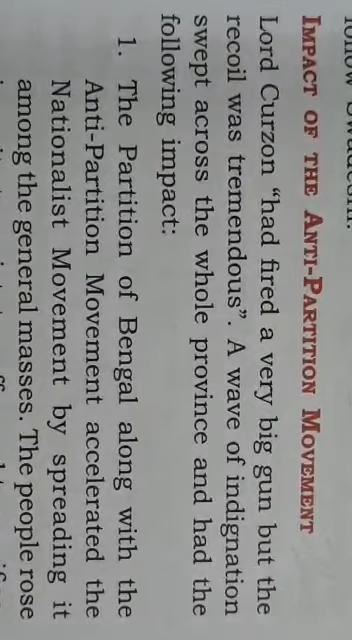 IMPACT OF THE ANTI-PARTITION MOVEMENT
Lord Curzon “had fired a very big gun but the
recoil was tremendous”. A wave of indignation
swept across the whole province and had the
following impact:
1. The Partition of Bengal along with the
Anti-Partition Movement accelerated the
Nationalist Movement by spreading it
among the general masses. The people rose